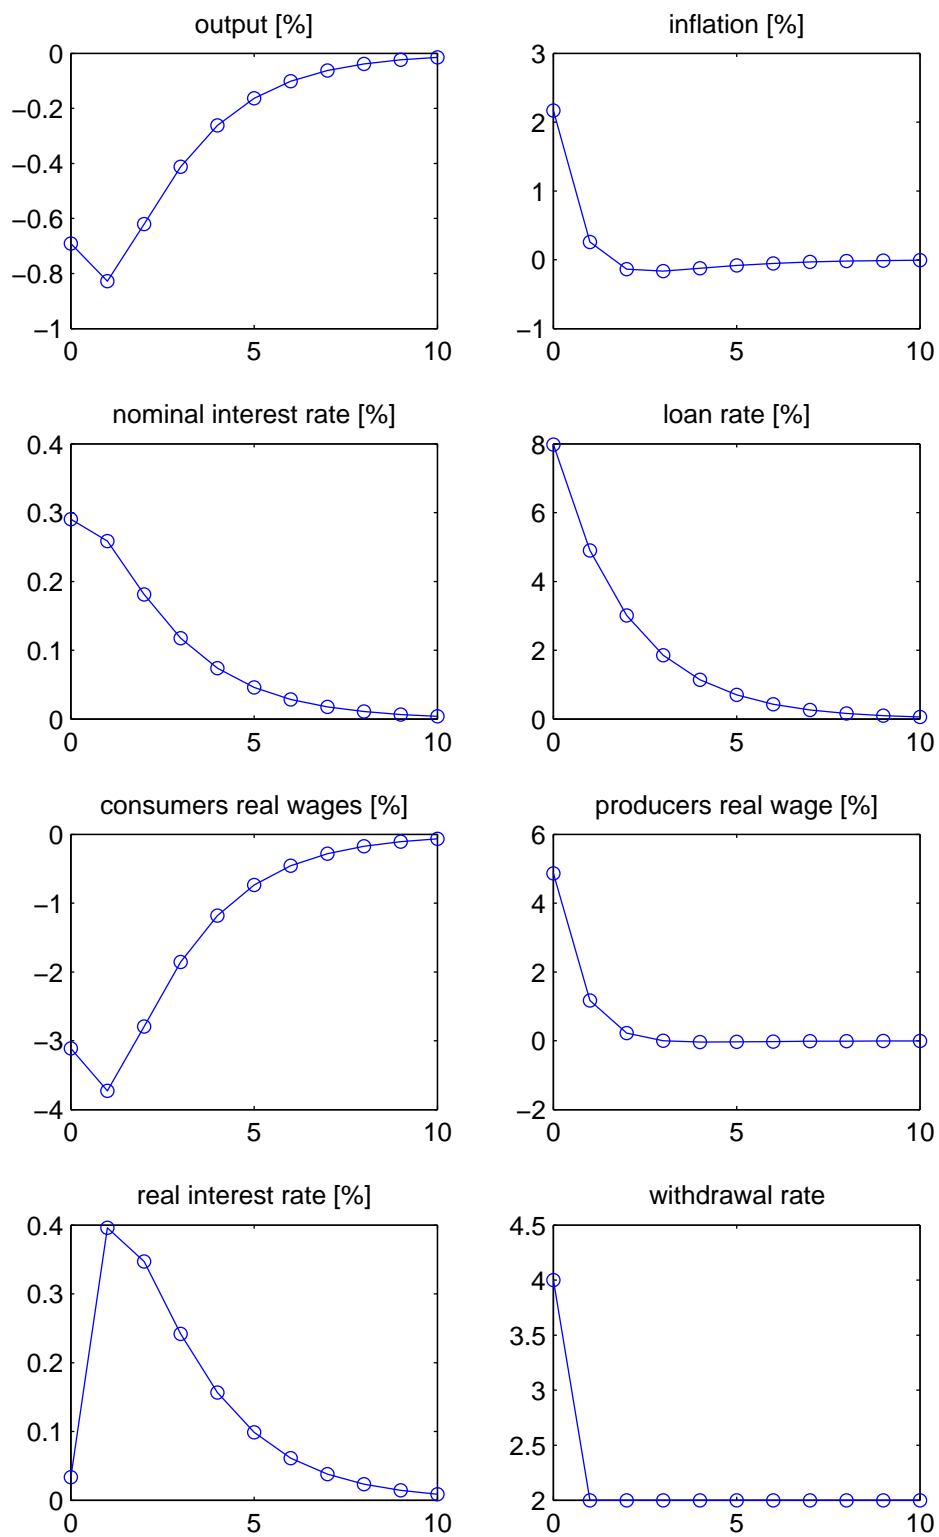 output [%]
0
−0.2
−0.4
−0.6
−0.8
−1
0 5 10
inflation [%]
3
2
1
0
−1
0 5 10
nominal interest rate [%]
0.4
0.3
0.2
0.1
0
0 5 10
loan rate [%]
8
6
4
2
0
0 5 10
consumers real wages [%]
0
−1
−2
−3
−4
0 5 10
producers real wage [%]
6
4
2
0
−2
0 5 10
real interest rate [%]
0.4
0.3
0.2
0.1
0
0 5 10
withdrawal rate
4.5
4
3.5
3
2.5
2
0 5 10